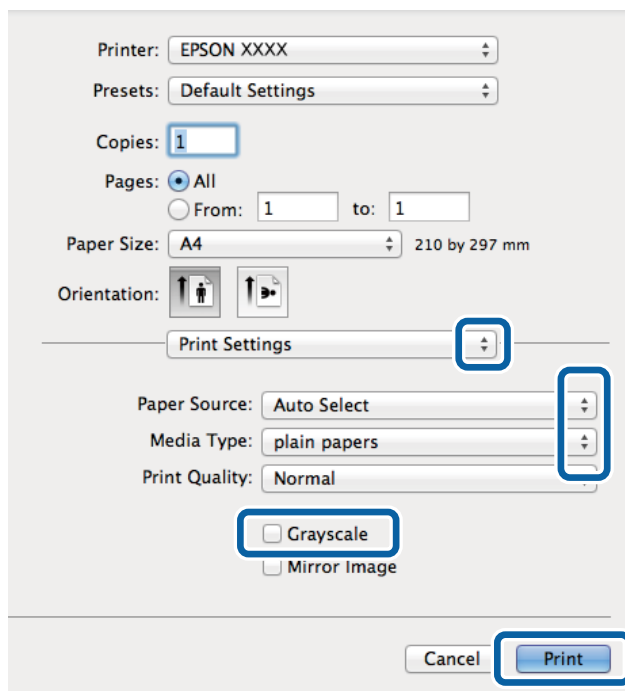 Printer: EPSON XXXX
Presets: Default Settings
Copies: 1
Pages: All
From: 1 to: 1
Paper Size: A4 210 by 297 mm
Orientation:
Print Settings
Paper Source: Auto Select
Media Type: plain papers
Print Quality: Normal
Grayscale
Mirror Image
Cancel Print